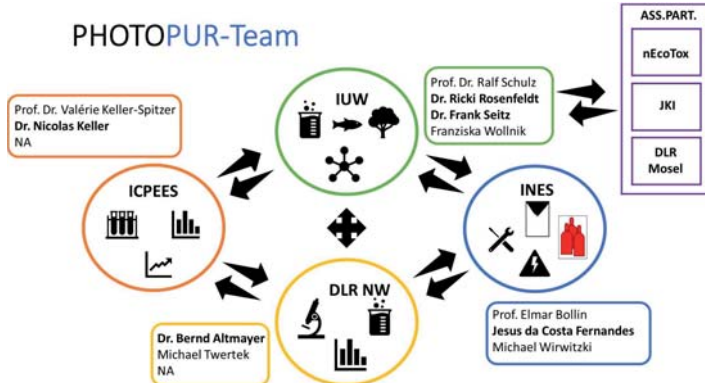 PHOTOPUR-Team
ASS.PART.
nEcoTox
JKI
DLR
Mosel
IUW
Prof. Dr. Ralf Schulz
Dr. Ricki Rosenfeldt
Dr. Frank Seitz
Franziska Wollnik
Prof. Dr. Valérie Keller-Spitzer
Dr. Nicolas Keller
NA
ICPEES
INES
DLR NW
Dr. Bernd Altmayer
Michael Twertek
NA
Prof. Elmar Bollin
Jesus da Costa Fernandes
Michael Wirwitzki